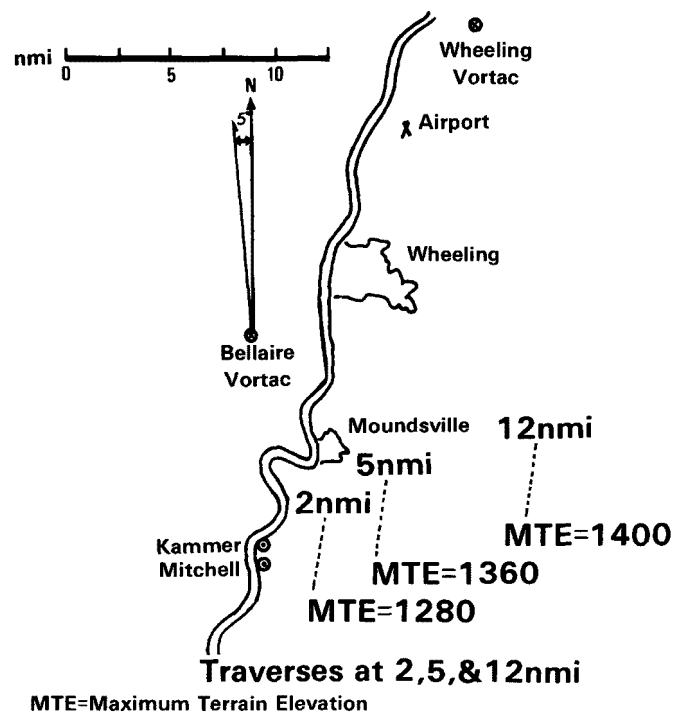 Wheeling
Vortac
nmi
0 5 10
N
5°
Airport
Wheeling
Bellaire
Vortac
Moundsville
12nmi
5nmi
2nmi
Kammer
Mitchell
MTE=1400
MTE=1360
MTE=1280
Traverses at 2,5,&12nmi
MTE=Maximum Terrain Elevation